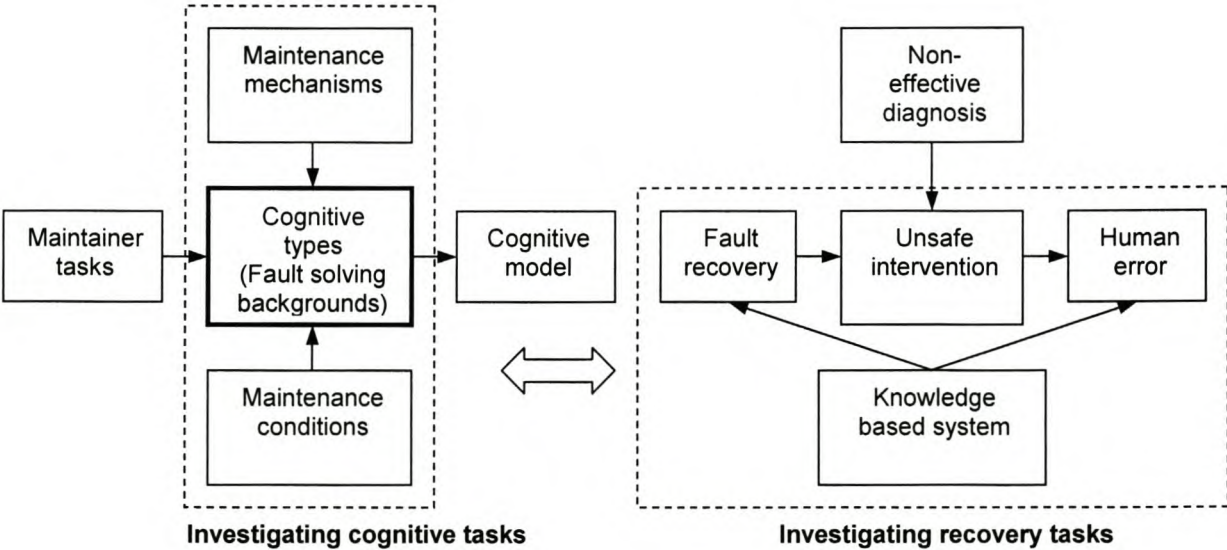 Maintenance
mechanisms
Non-
effective
diagnosis
Maintainer
tasks
Cognitive
types
(Fault solving
backgrounds)
Cognitive
model
Fault
recovery
Unsafe
intervention
Human
error
Maintenance
conditions
Knowledge
based system
Investigating cognitive tasks
Investigating recovery tasks